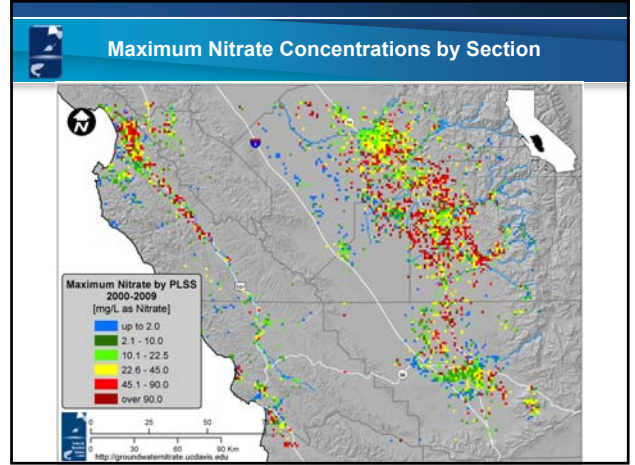 Maximum Nitrate Concentrations by Section
N
5
101
Maximum Nitrate by PLSS
2000-2009
[mg/L as Nitrate]
up to 2.0
2.1 - 10.0
10.1 - 22.5
22.6 - 45.0
45.1 - 90.0
over 90.0
0 25 50
0 30 60 90 Km
http://groundwaternitrate.ucdavis.edu